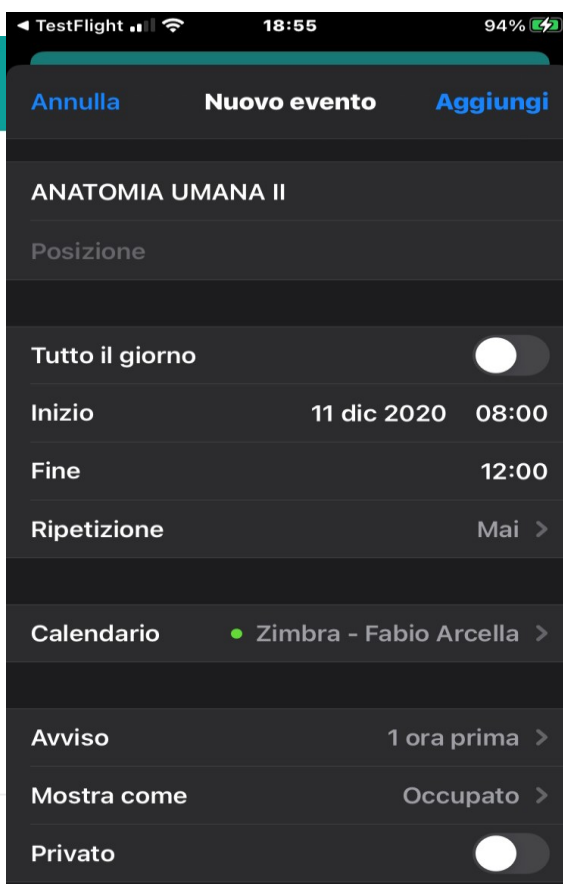 TestFlight 18:55 94%
Annulla Nuovo evento Aggiungi
ANATOMIA UMANA II
Posizione
Tutto il giorno
Inizio 11 dic 2020 08:00
Fine 12:00
Ripetizione Mai
Calendario Zimbra - Fabio Arcella
Avviso 1 ora prima
Mostra come Occupato
Privato